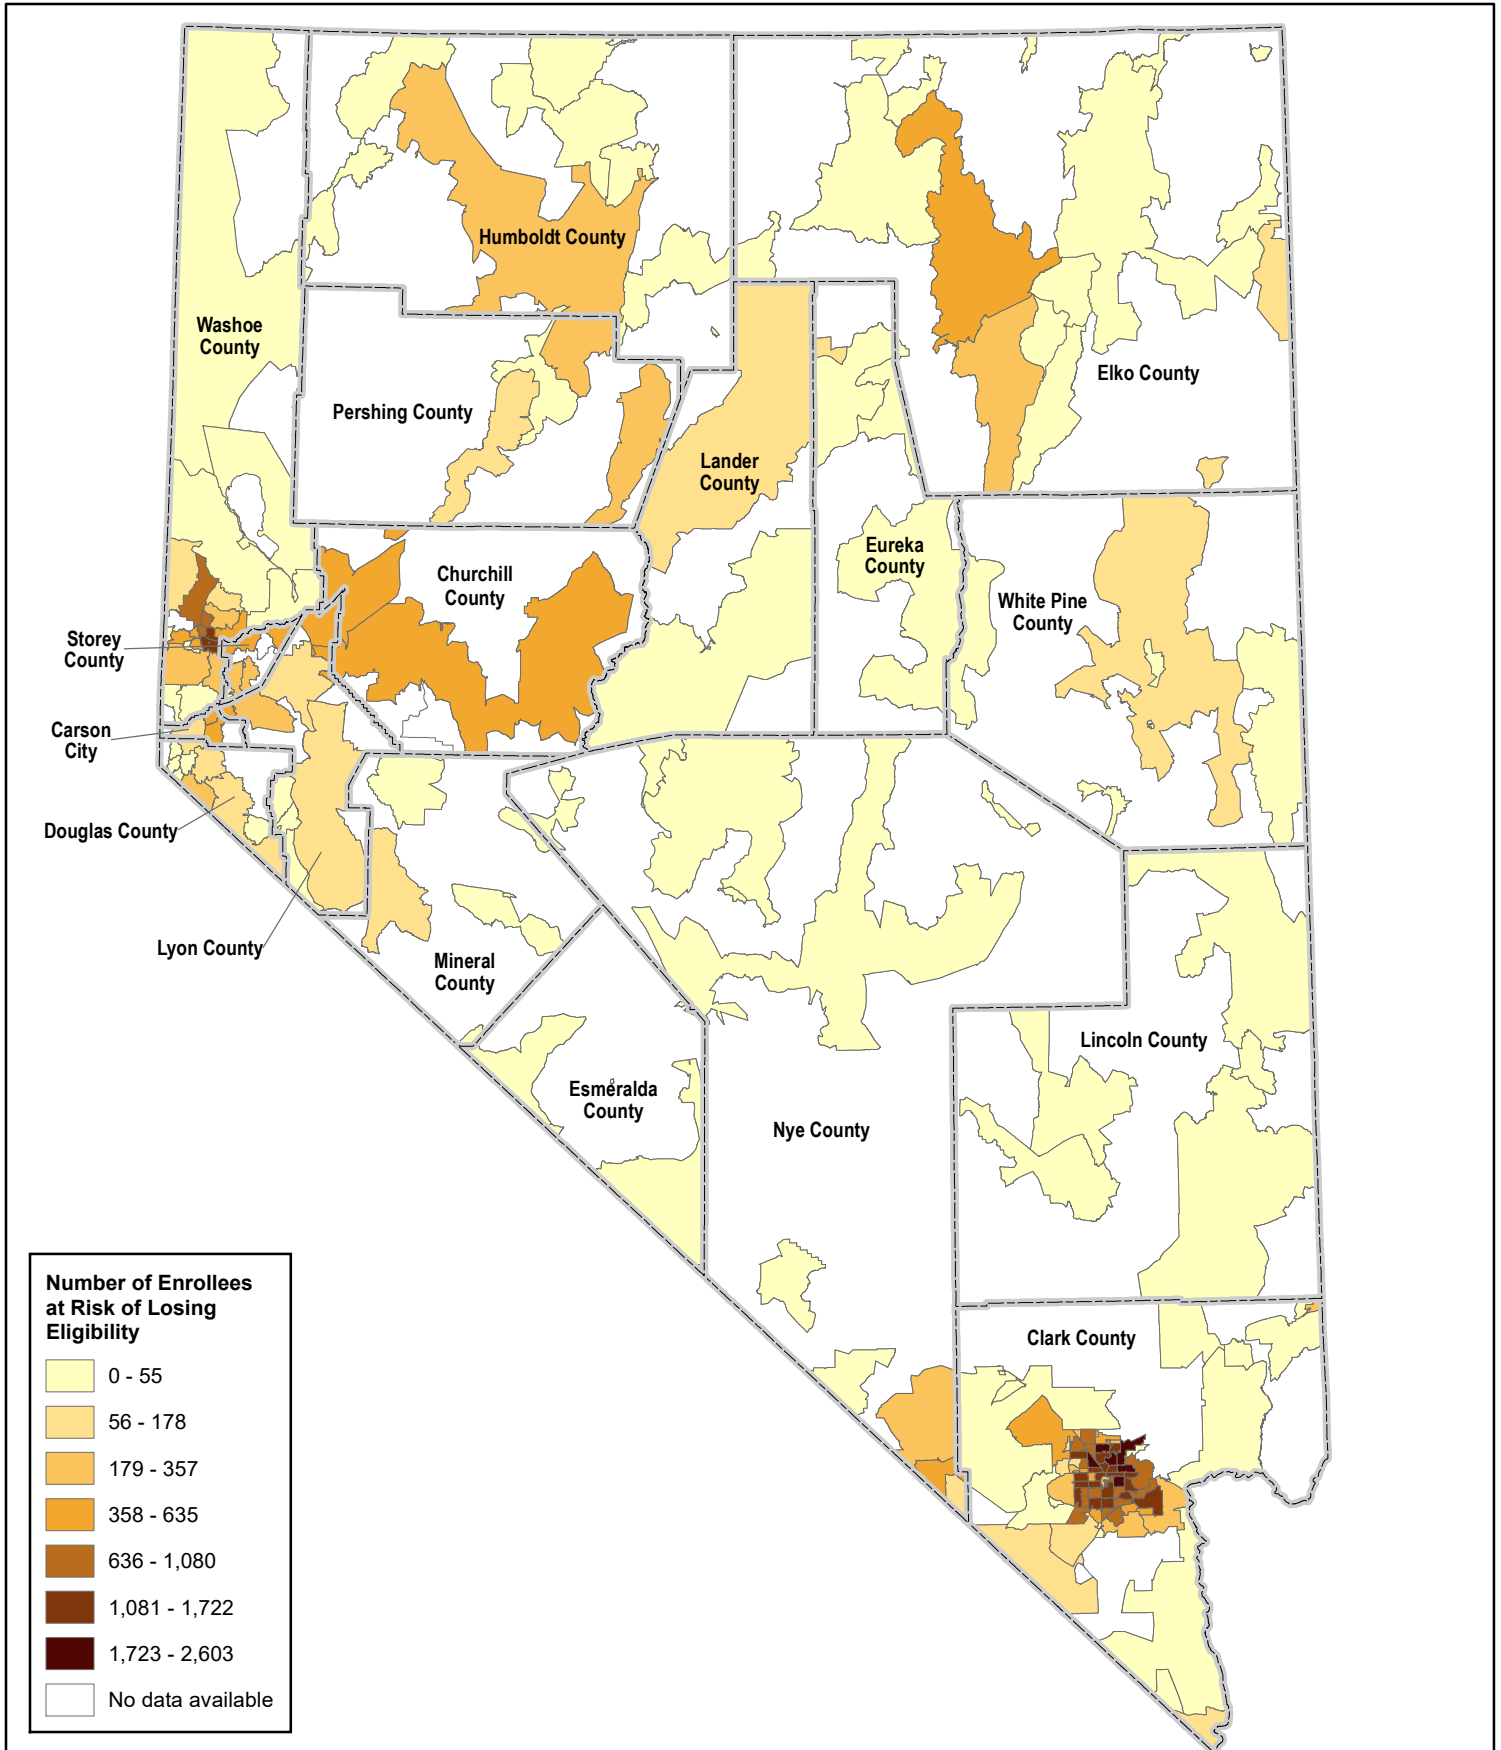 Humboldt County
Washoe
County
Elko County
Pershing County
Lander
County
Eureka
County
Churchill
County
White Pine
County
Storey
County
Carson
City
Douglas County
Lyon County
Mineral
County
Lincoln County
Esmeralda
County
Nye County
Clark County
Number of Enrollees
at Risk of Losing
Eligibility
0 - 55
56 - 178
179 - 357
358 - 635
636 - 1,080
1,081 - 1,722
1,723 - 2,603
No data available